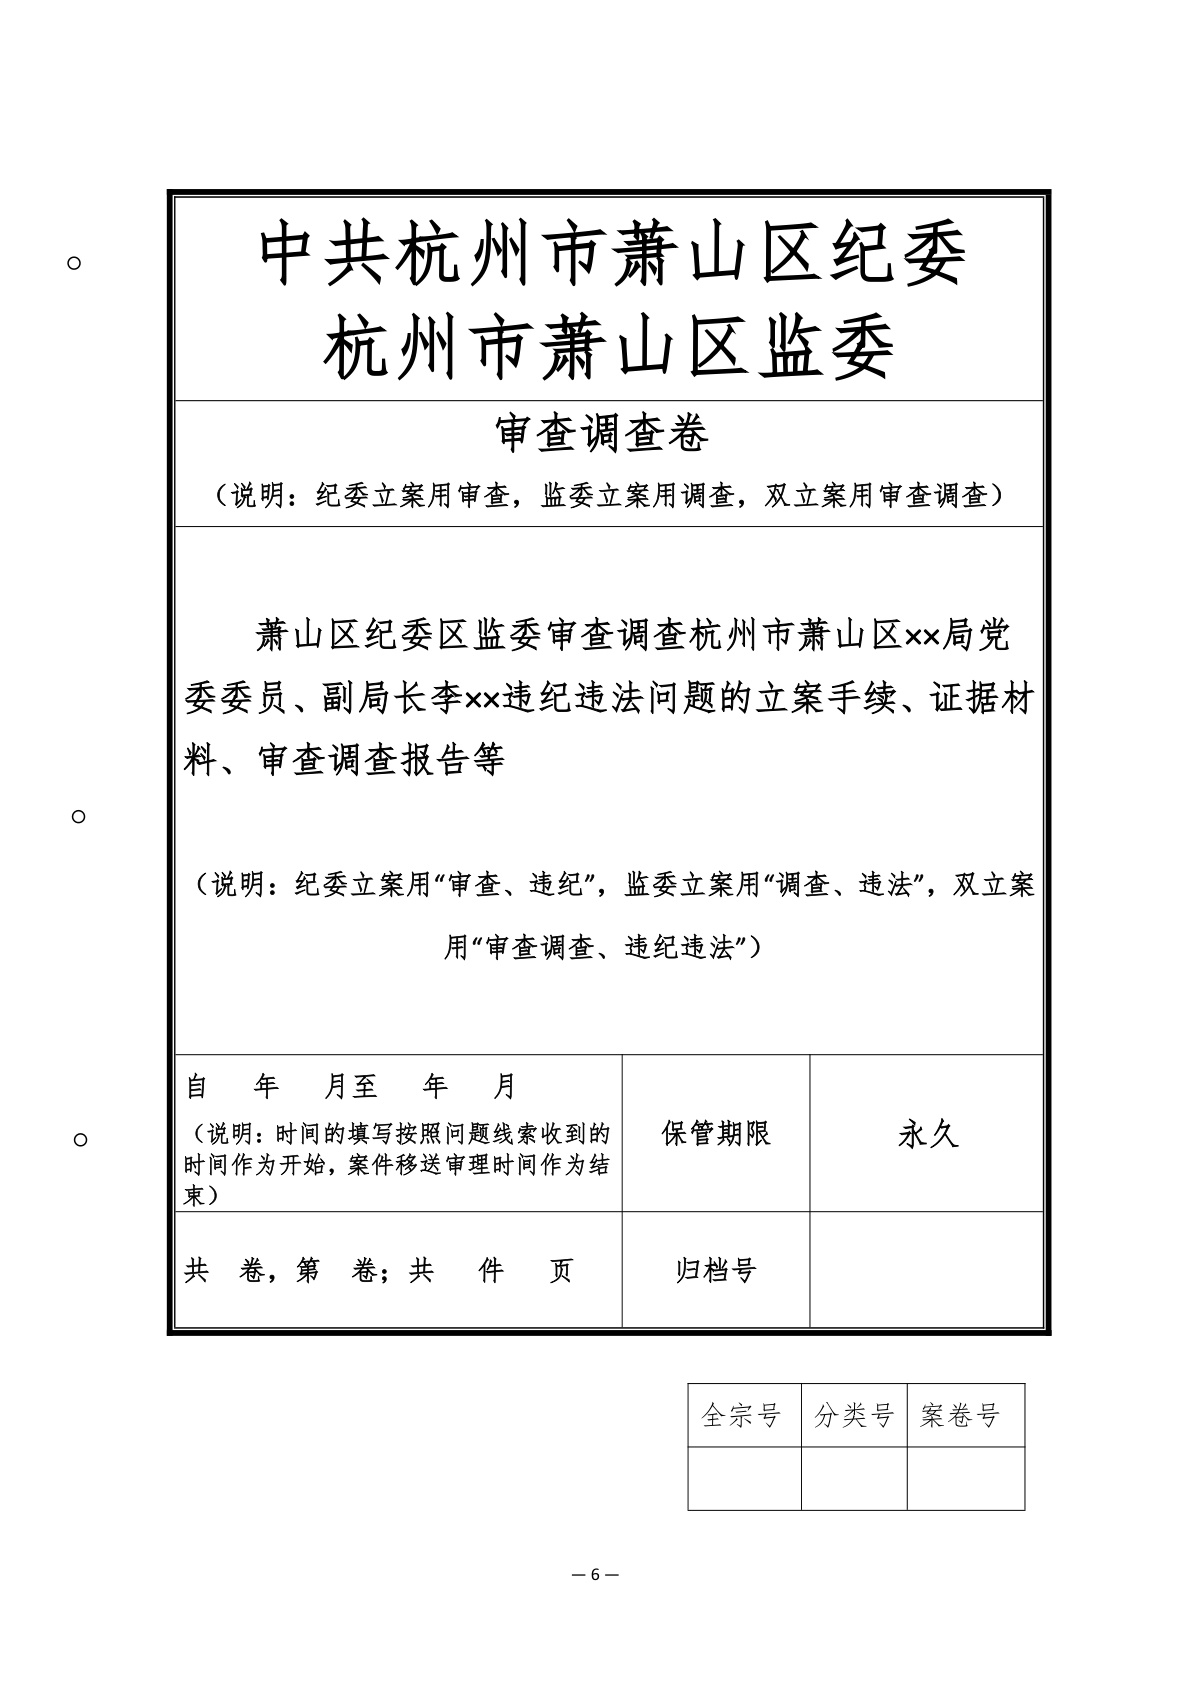 中共杭州市萧山区纪委
杭州市萧山区监委
审查调查卷
（说明：纪委立案用审查，监委立案用调查，双立案用审查调查）
萧山区纪委区监委审查调查杭州市萧山区××局党
委委员、副局长李××违纪违法问题的立案手续、证据材
料、审查调查报告等
（说明：纪委立案用“审查、违纪”，监委立案用“调查、违法”，双立案
用“审查调查、违纪违法”）
自 年 月至 年 月
（说明：时间的填写按照问题线索收到的
时间作为开始，案件移送审理时间作为结
束）
保管期限
永久
共 卷，第 卷；共 件 页
归档号
全宗号 分类号 案卷号
— 6 —